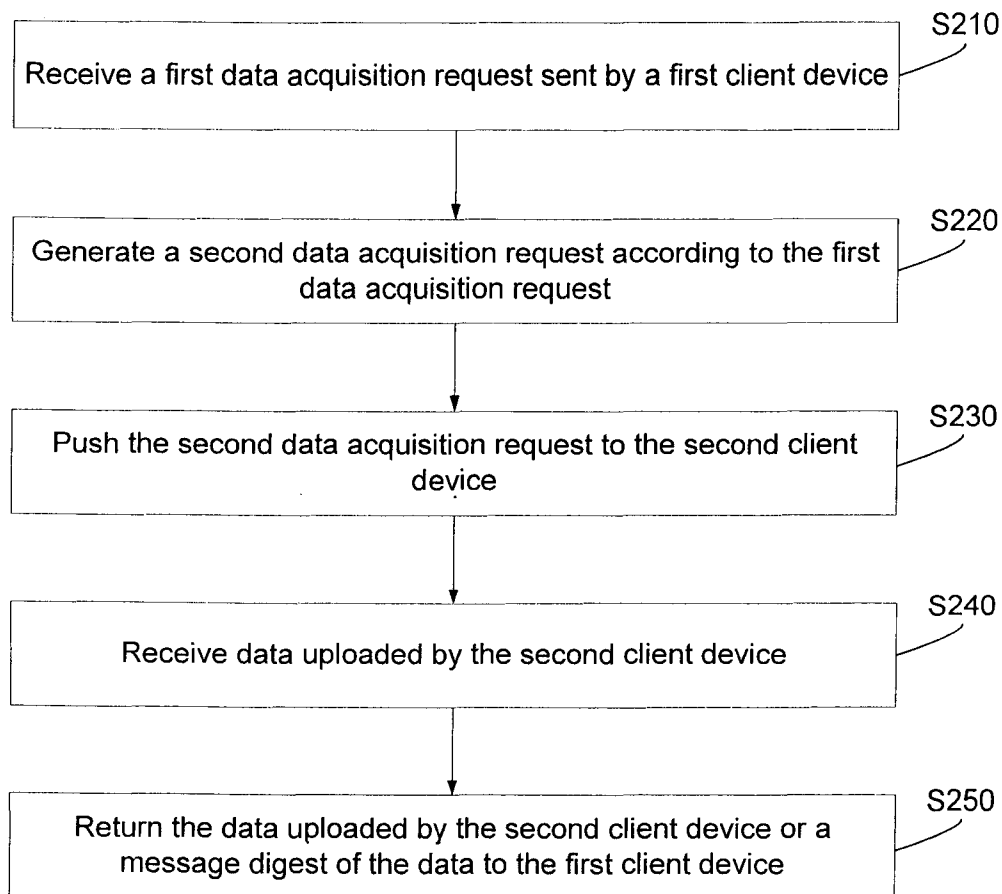 S210
Receive a first data acquisition request sent by a first client device
S220
Generate a second data acquisition request according to the first
data acquisition request
S230
Push the second data acquisition request to the second client
device
S240
Receive data uploaded by the second client device
S250
Return the data uploaded by the second client device or a
message digest of the data to the first client device